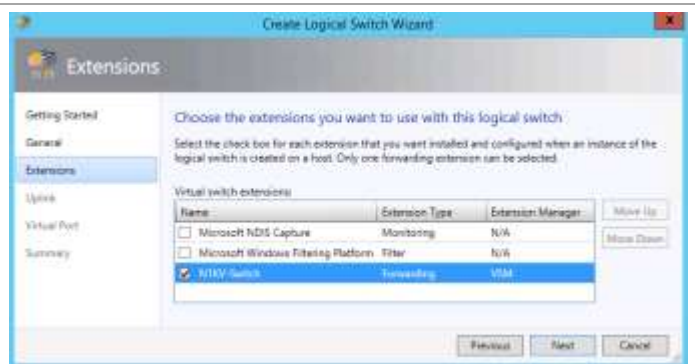 Create Logical Switch Wizard
Extensions
Getting Started
General
Extensions
Uplink
Virtual Port
Summary
Choose the extensions you want to use with this logical switch
Select the check box for each extension that you want installed and configured when an instance of the
logical switch is created on a host. Only one forwarding extension can be selected.
Virtual switch extensions:
Name Extension Type Extension Manager
Microsoft NDIS Capture Monitoring N/A
Microsoft Windows Filtering Platform Filter N/A
N1KV-Switch Forwarding VSM
Move Up
Move Down
Previous Next Cancel